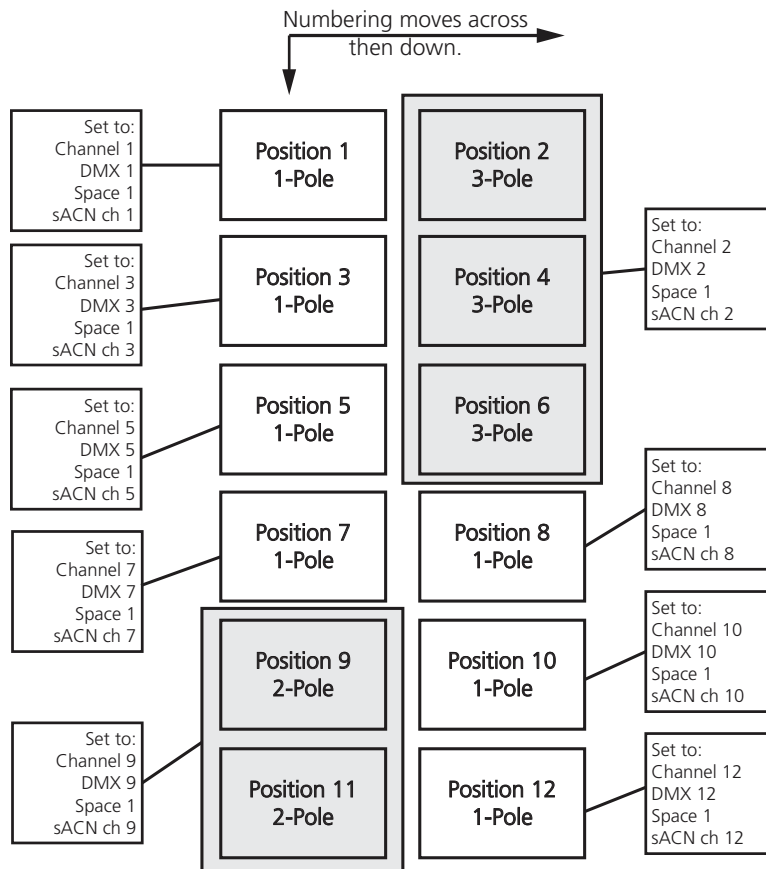 Numbering moves across
then down.
Set to:
Channel 1
DMX 1
Space 1
sACN ch 1
Position 1
1-Pole
Position 2
3-Pole
Set to:
Channel 2
DMX 2
Space 1
sACN ch 2
Set to:
Channel 3
DMX 3
Space 1
sACN ch 3
Position 3
1-Pole
Position 4
3-Pole
Set to:
Channel 5
DMX 5
Space 1
sACN ch 5
Position 5
1-Pole
Position 6
3-Pole
Set to:
Channel 8
DMX 8
Space 1
sACN ch 8
Set to:
Channel 7
DMX 7
Space 1
sACN ch 7
Position 7
1-Pole
Position 8
1-Pole
Set to:
Channel 10
DMX 10
Space 1
sACN ch 10
Position 9
2-Pole
Position 10
1-Pole
Set to:
Channel 9
DMX 9
Space 1
sACN ch 9
Position 11
2-Pole
Position 12
1-Pole
Set to:
Channel 12
DMX 12
Space 1
sACN ch 12